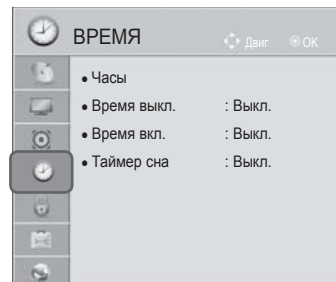 ВРЕМЯ Двиг OK
• Часы
• Время выкл. : Выкл.
• Время вкл. : Выкл.
• Таймер сна : Выкл.